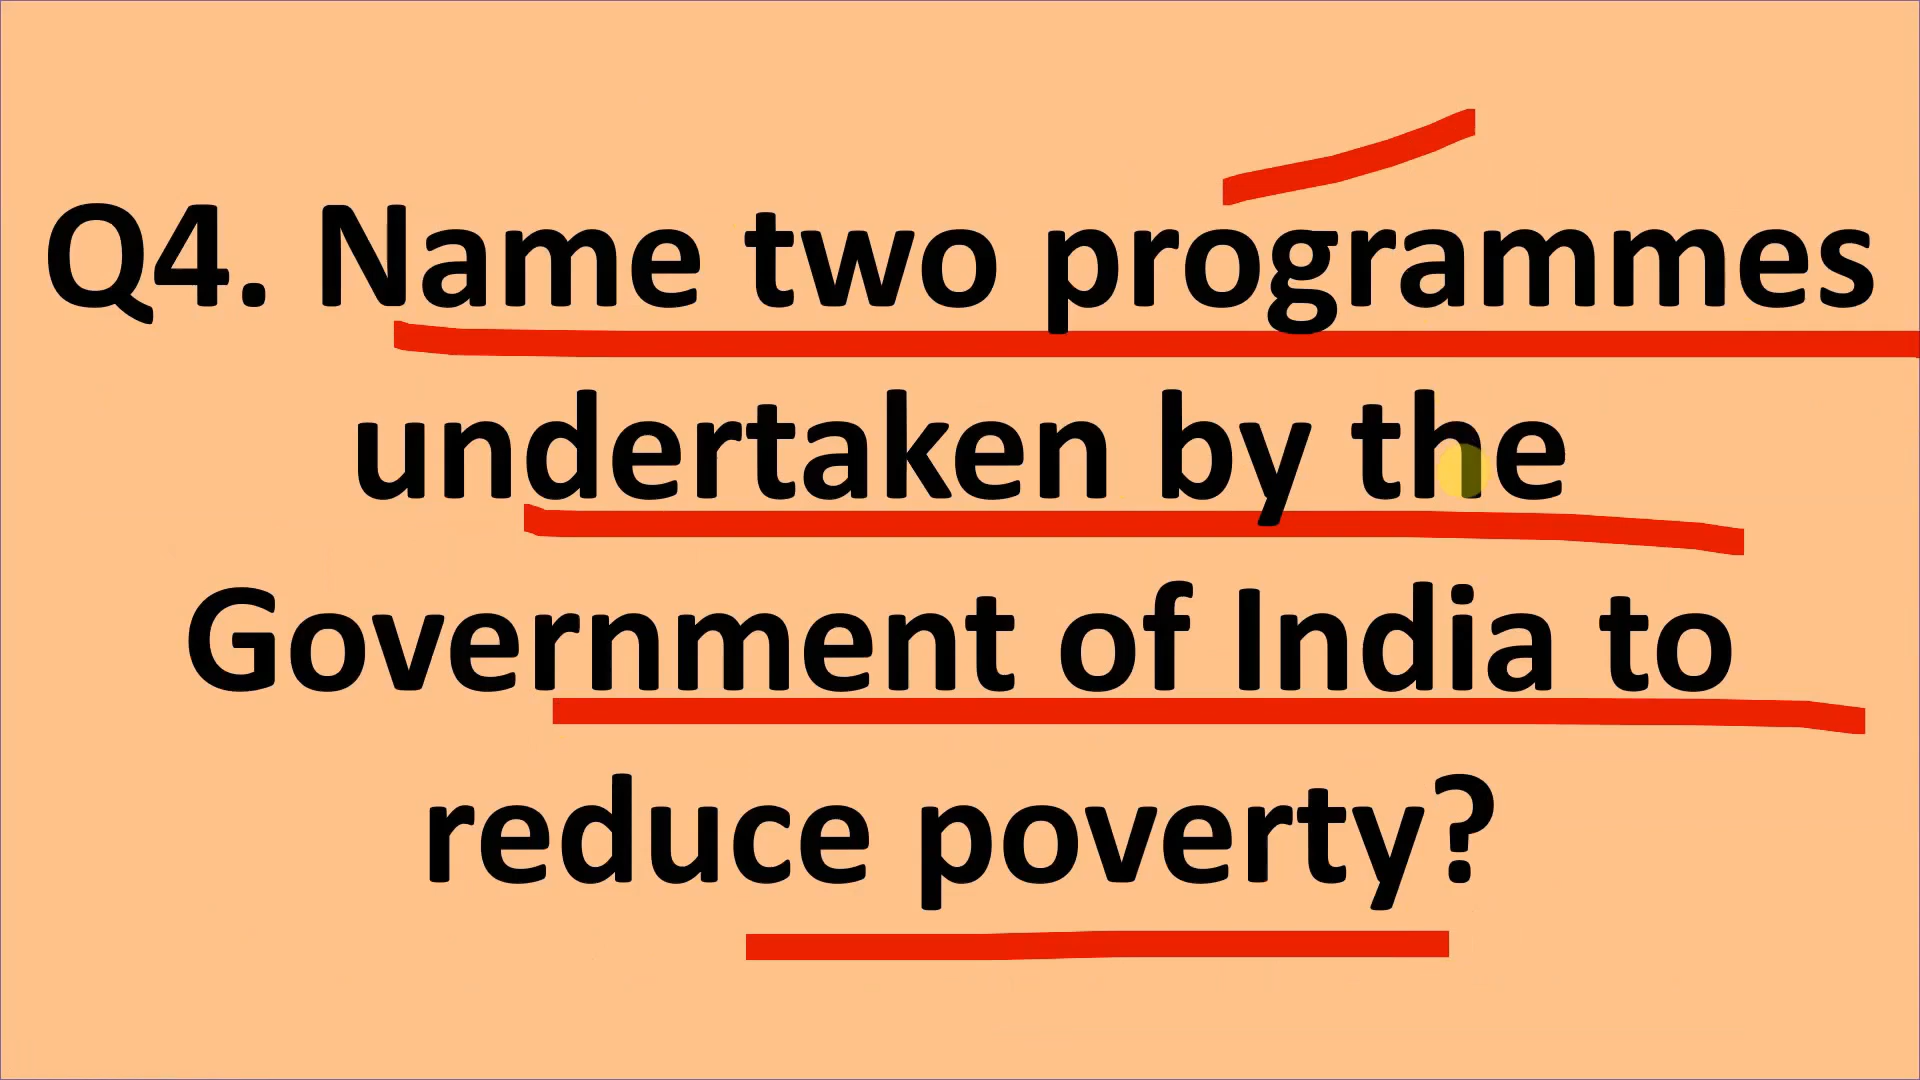 Q4. Name two programmes
undertaken by the
Government of India to
reduce poverty?